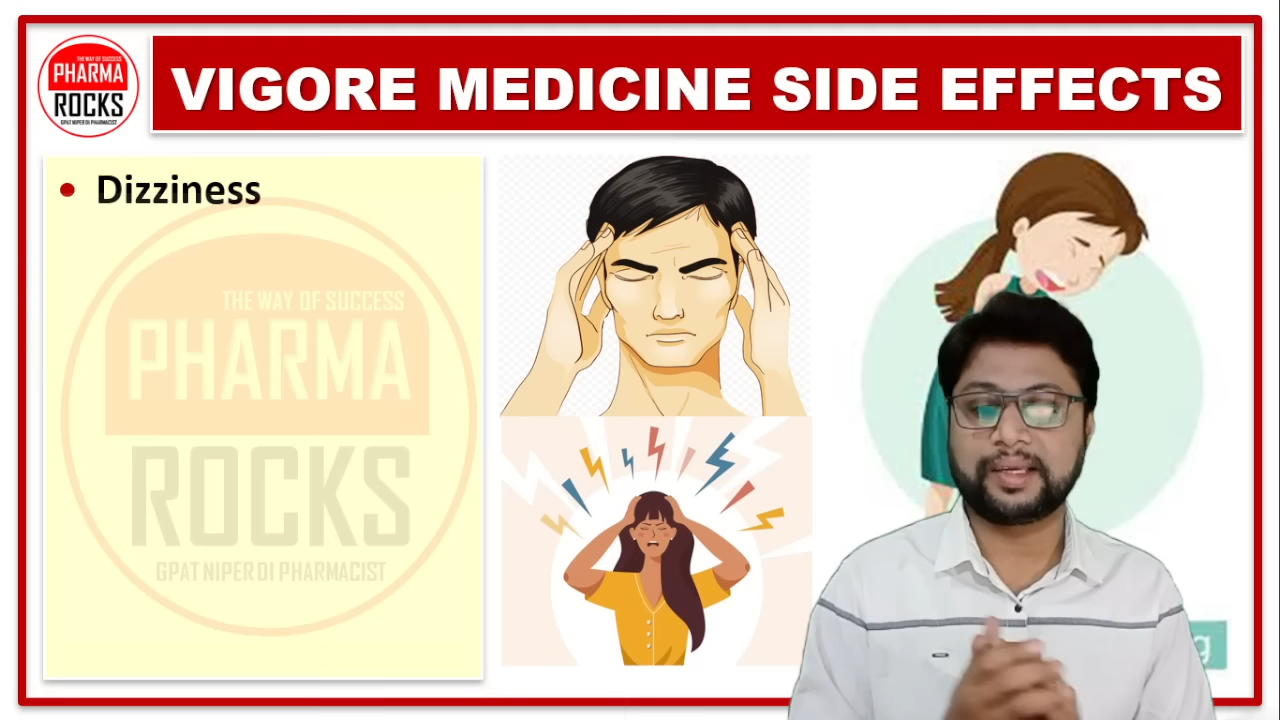 THE WAY OF SUCCESS
PHARMA
ROCKS
GPAT NIPER DI PHARMACIST
VIGORE MEDICINE SIDE EFFECTS
• Dizziness
THE WAY OF SUCCESS
PHARMA
ROCKS
GPAT NIPER DI PHARMACIST
g